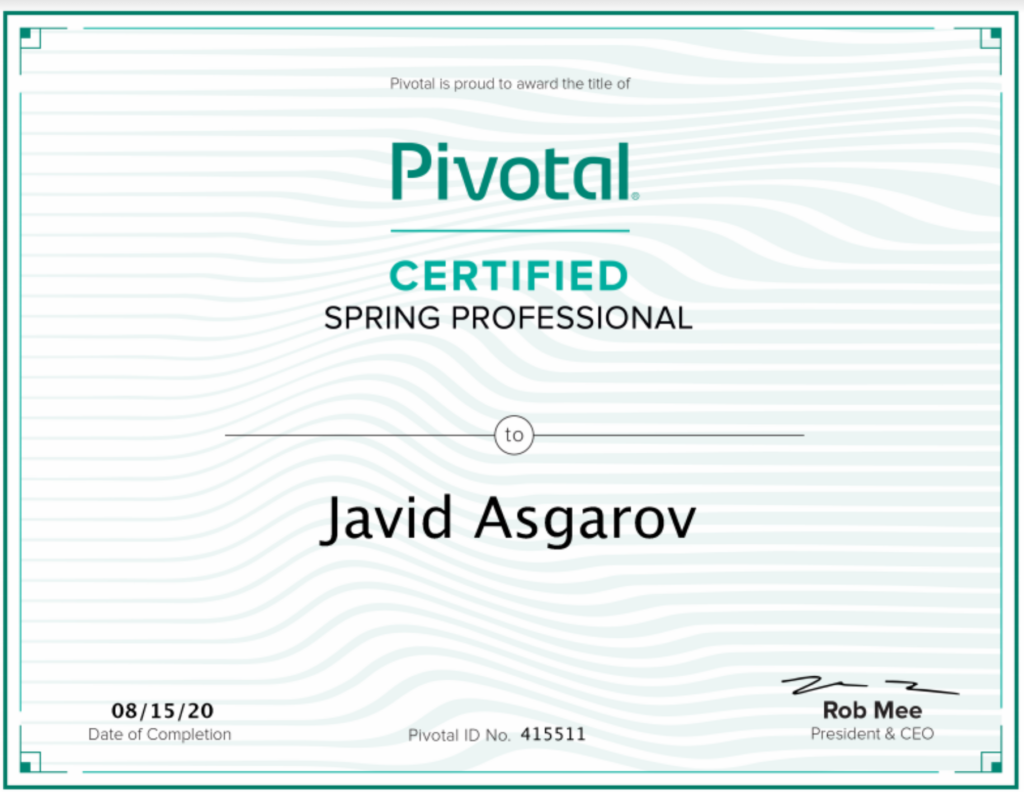 Pivotal is proud to award the title of
Pivotal®
CERTIFIED
SPRING PROFESSIONAL
to
Javid Asgarov
08/15/20
Date of Completion
Pivotal ID No. 415511
Rob Mee
President & CEO